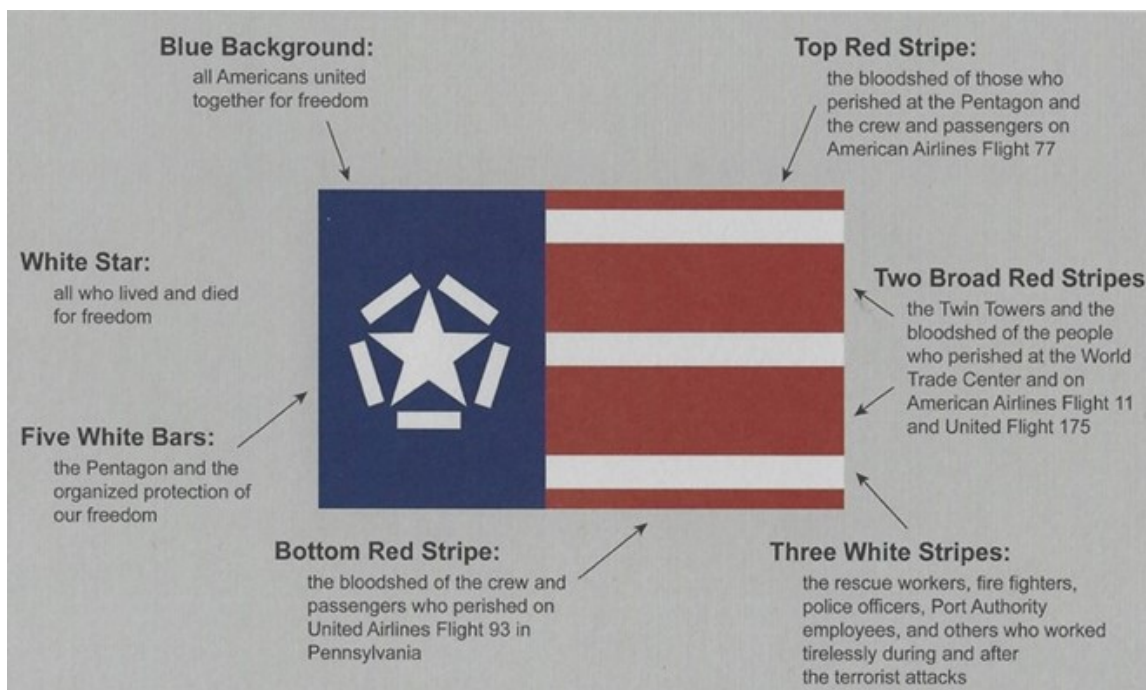 Blue Background:
all Americans united
together for freedom
Top Red Stripe:
the bloodshed of those who
perished at the Pentagon and
the crew and passengers on
American Airlines Flight 77
White Star:
all who lived and died
for freedom
Two Broad Red Stripes
the Twin Towers and the
bloodshed of the people
who perished at the World
Trade Center and on
American Airlines Flight 11
and United Flight 175
Five White Bars:
the Pentagon and the
organized protection of
our freedom
Bottom Red Stripe:
the bloodshed of the crew and
passengers who perished on
United Airlines Flight 93 in
Pennsylvania
Three White Stripes:
the rescue workers, fire fighters,
police officers, Port Authority
employees, and others who worked
tirelessly during and after
the terrorist attacks